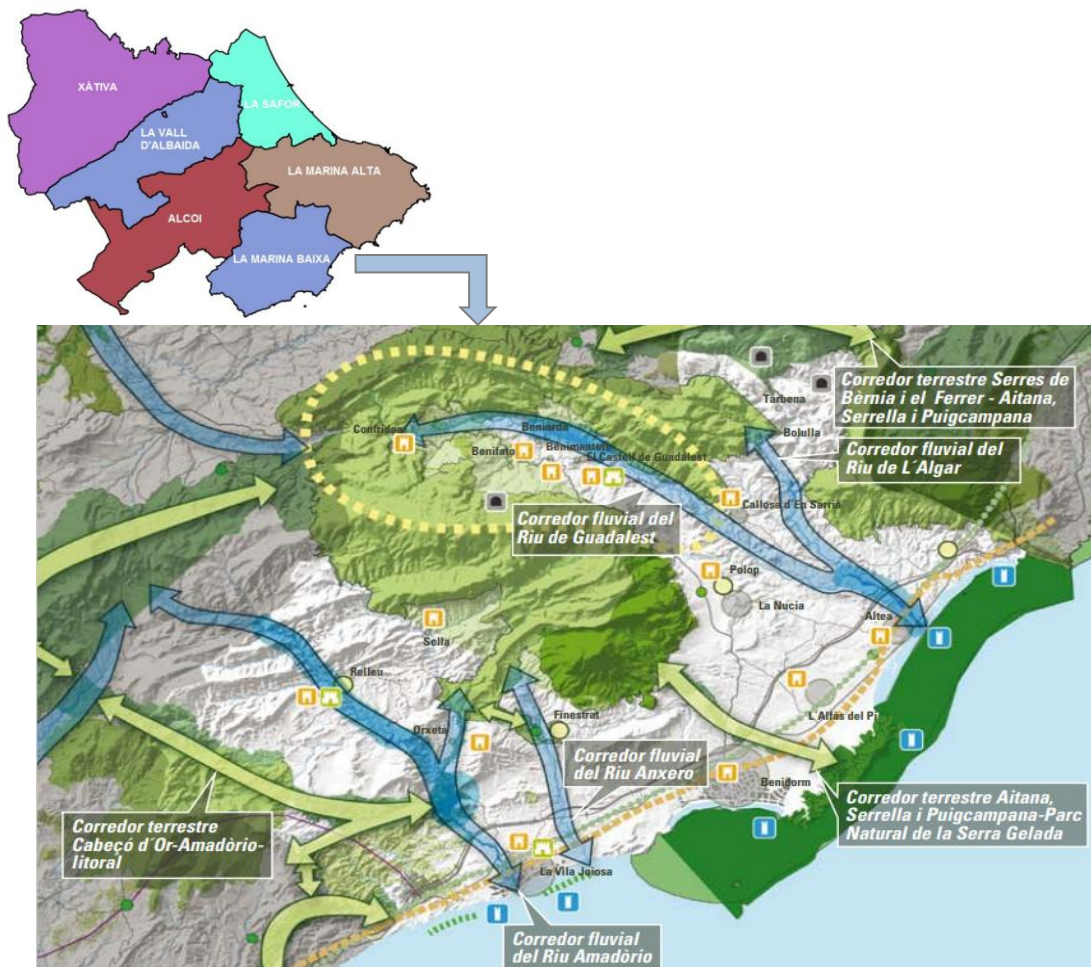 XÀTIVA
LA SAFOR
LA VALL
D'ALBAIDA
LA MARINA ALTA
ALCOI
LA MARINA BAIXA
Corredor terrestre Serres de
Bèrnia i el Ferrer - Aitana,
Serrella i Puigcampana
Tàrbena
Bolulla
Corredor fluvial del
Riu de L´Algar
Confrides
Beniardà
Benifato
Benimantell
El Castell de Guadalest
Callosa d'En Sarrià
Corredor fluvial del
Riu de Guadalest
Polop
La Nucía
Altea
Sella
Relleu
L'Alfàs del Pi
Orxeta
Finestrat
Corredor fluvial
del Riu Anxero
Benidorm
Corredor terrestre Aitana,
Serrella i Puigcampana-Parc
Natural de la Serra Gelada
Corredor terrestre
Cabeçó d´Or-Amadòrio-
litoral
La Vila Joiosa
Corredor fluvial
del Riu Amadòrio